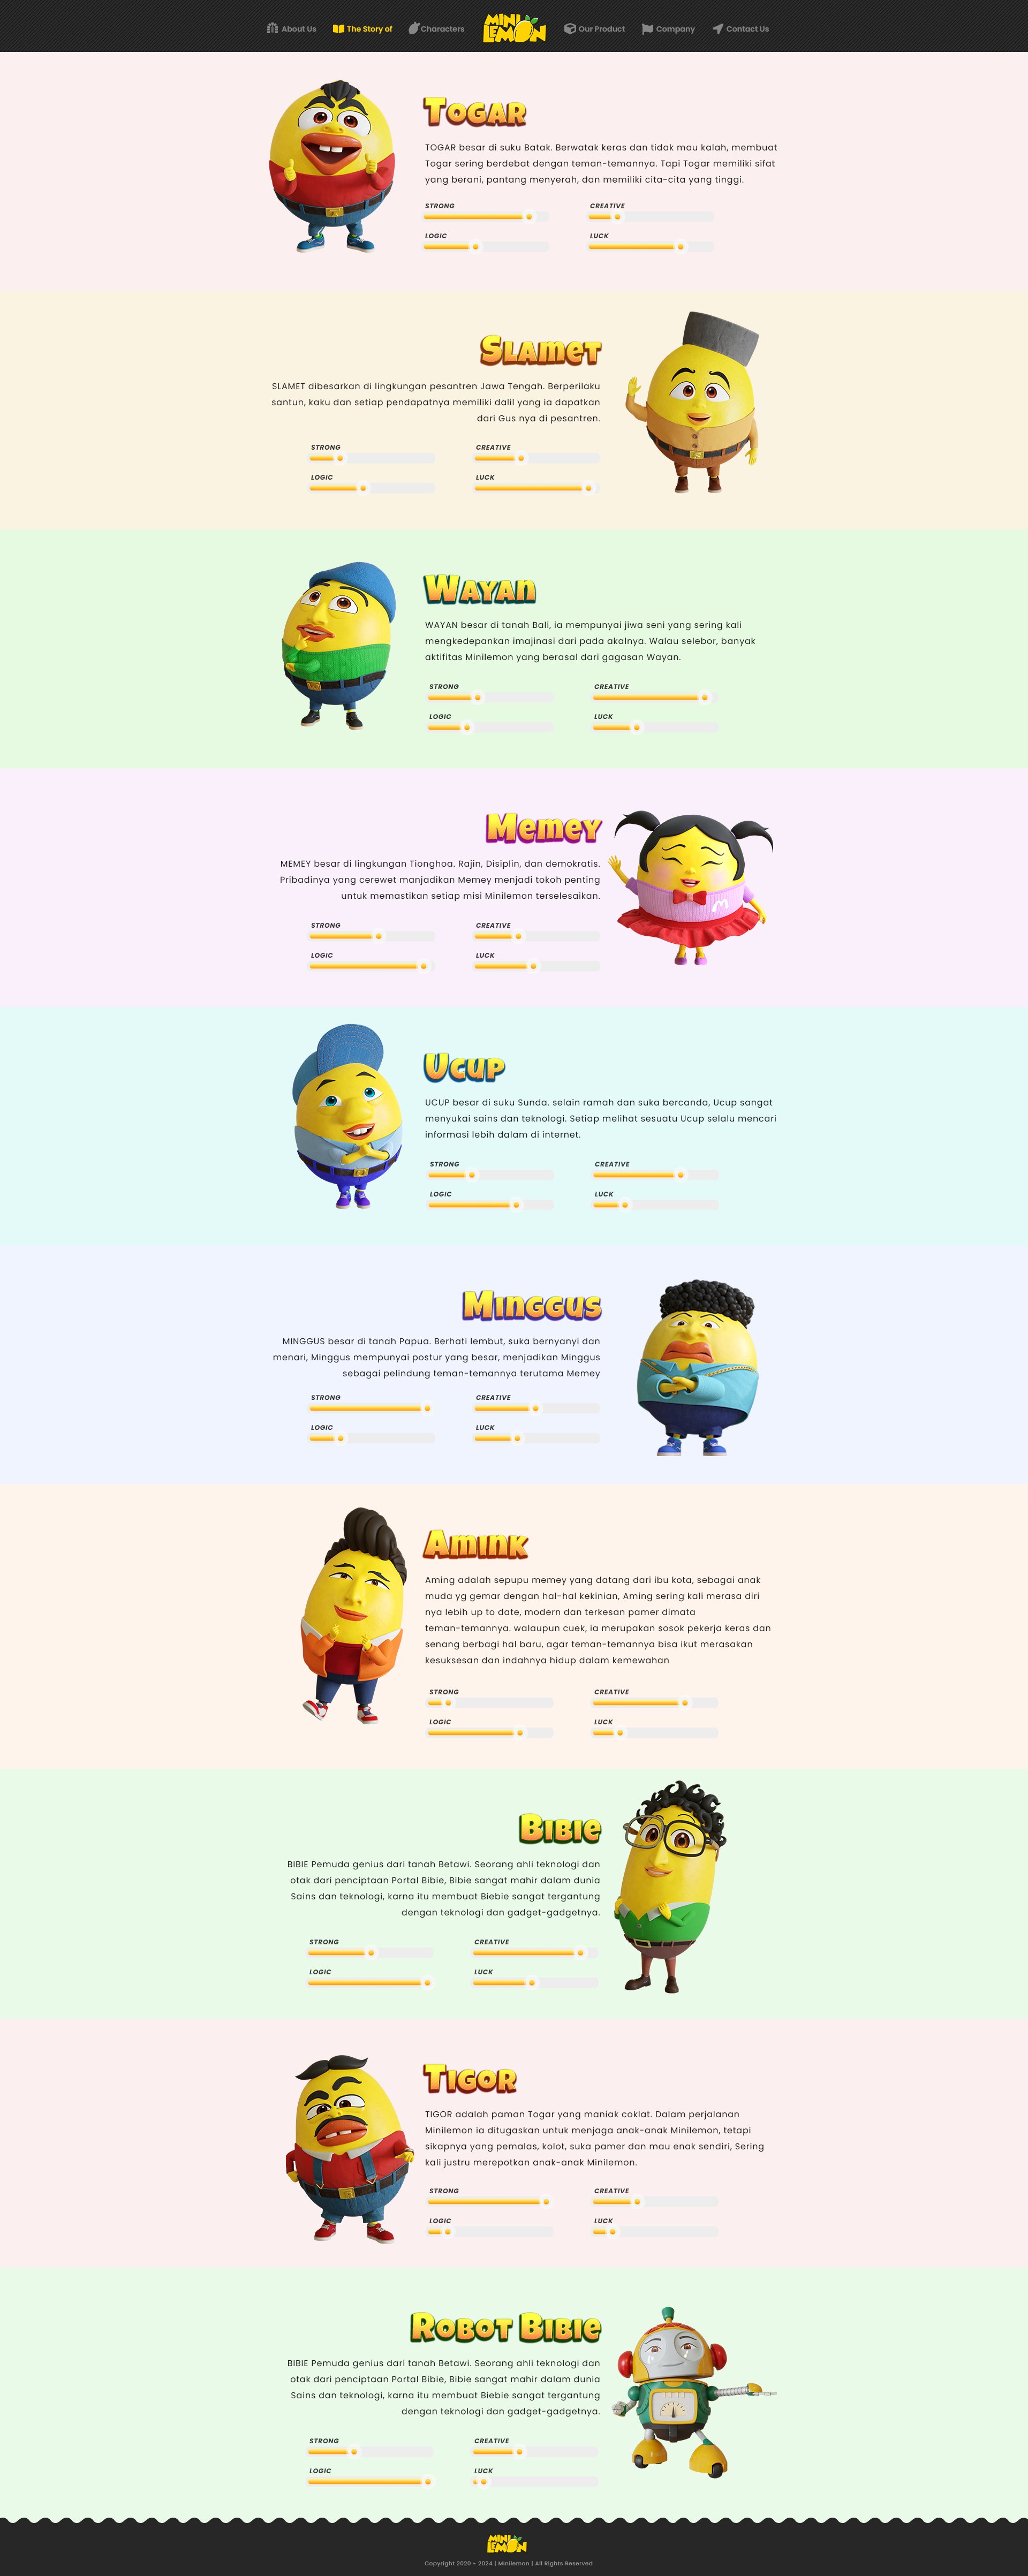 About Us
The Story of
Characters
MINI LEMON
Our Product
Company
Contact Us
TOGAR
TOGAR besar di suku Batak. Berwatak keras dan tidak mau kalah, membuat
Togar sering berdebat dengan teman-temannya. Tapi Togar memiliki sifat
yang berani, pantang menyerah, dan memiliki cita-cita yang tinggi.
STRONG
CREATIVE
LOGIC
LUCK
SLAMET
SLAMET dibesarkan di lingkungan pesantren Jawa Tengah. Berperilaku
santun, kaku dan setiap pendapatnya memiliki dalil yang ia dapatkan
dari Gus nya di pesantren.
STRONG
CREATIVE
LOGIC
LUCK
WAYAN
WAYAN besar di tanah Bali, ia mempunyai jiwa seni yang sering kali
mengkedepankan imajinasi dari pada akalnya. Walau selebor, banyak
aktifitas Minilemon yang berasal dari gagasan Wayan.
STRONG
CREATIVE
LOGIC
LUCK
MEMEY
MEMEY besar di lingkungan Tionghoa. Rajin, Disiplin, dan demokratis.
Pribadinya yang cerewet manjadikan Memey menjadi tokoh penting
untuk memastikan setiap misi Minilemon terselesaikan.
STRONG
CREATIVE
LOGIC
LUCK
UCUP
UCUP besar di suku Sunda. selain ramah dan suka bercanda, Ucup sangat
menyukai sains dan teknologi. Setiap melihat sesuatu Ucup selalu mencari
informasi lebih dalam di internet.
STRONG
CREATIVE
LOGIC
LUCK
MINGGUS
MINGGUS besar di tanah Papua. Berhati lembut, suka bernyanyi dan
menari, Minggus mempunyai postur yang besar, menjadikan Minggus
sebagai pelindung teman-temannya terutama Memey
STRONG
CREATIVE
LOGIC
LUCK
AMINK
Aming adalah sepupu memey yang datang dari ibu kota, sebagai anak
muda yg gemar dengan hal-hal kekinian, Aming sering kali merasa diri
nya lebih up to date, modern dan terkesan pamer dimata
teman-temannya. walaupun cuek, ia merupakan sosok pekerja keras dan
senang berbagi hal baru, agar teman-temannya bisa ikut merasakan
kesuksesan dan indahnya hidup dalam kemewahan
STRONG
CREATIVE
LOGIC
LUCK
BIBIE
BIBIE Pemuda genius dari tanah Betawi. Seorang ahli teknologi dan
otak dari penciptaan Portal Bibie, Bibie sangat mahir dalam dunia
Sains dan teknologi, karna itu membuat Biebie sangat tergantung
dengan teknologi dan gadget-gadgetnya.
STRONG
CREATIVE
LOGIC
LUCK
TIGOR
TIGOR adalah paman Togar yang maniak coklat. Dalam perjalanan
Minilemon ia ditugaskan untuk menjaga anak-anak Minilemon, tetapi
sikapnya yang pemalas, kolot, suka pamer dan mau enak sendiri, Sering
kali justru merepotkan anak-anak Minilemon.
STRONG
CREATIVE
LOGIC
LUCK
ROBOT BIBIE
BIBIE Pemuda genius dari tanah Betawi. Seorang ahli teknologi dan
otak dari penciptaan Portal Bibie, Bibie sangat mahir dalam dunia
Sains dan teknologi, karna itu membuat Biebie sangat tergantung
dengan teknologi dan gadget-gadgetnya.
STRONG
CREATIVE
LOGIC
LUCK
MINI LEMON
Copyright 2020 - 2024 | Minilemon | All Rights Reserved